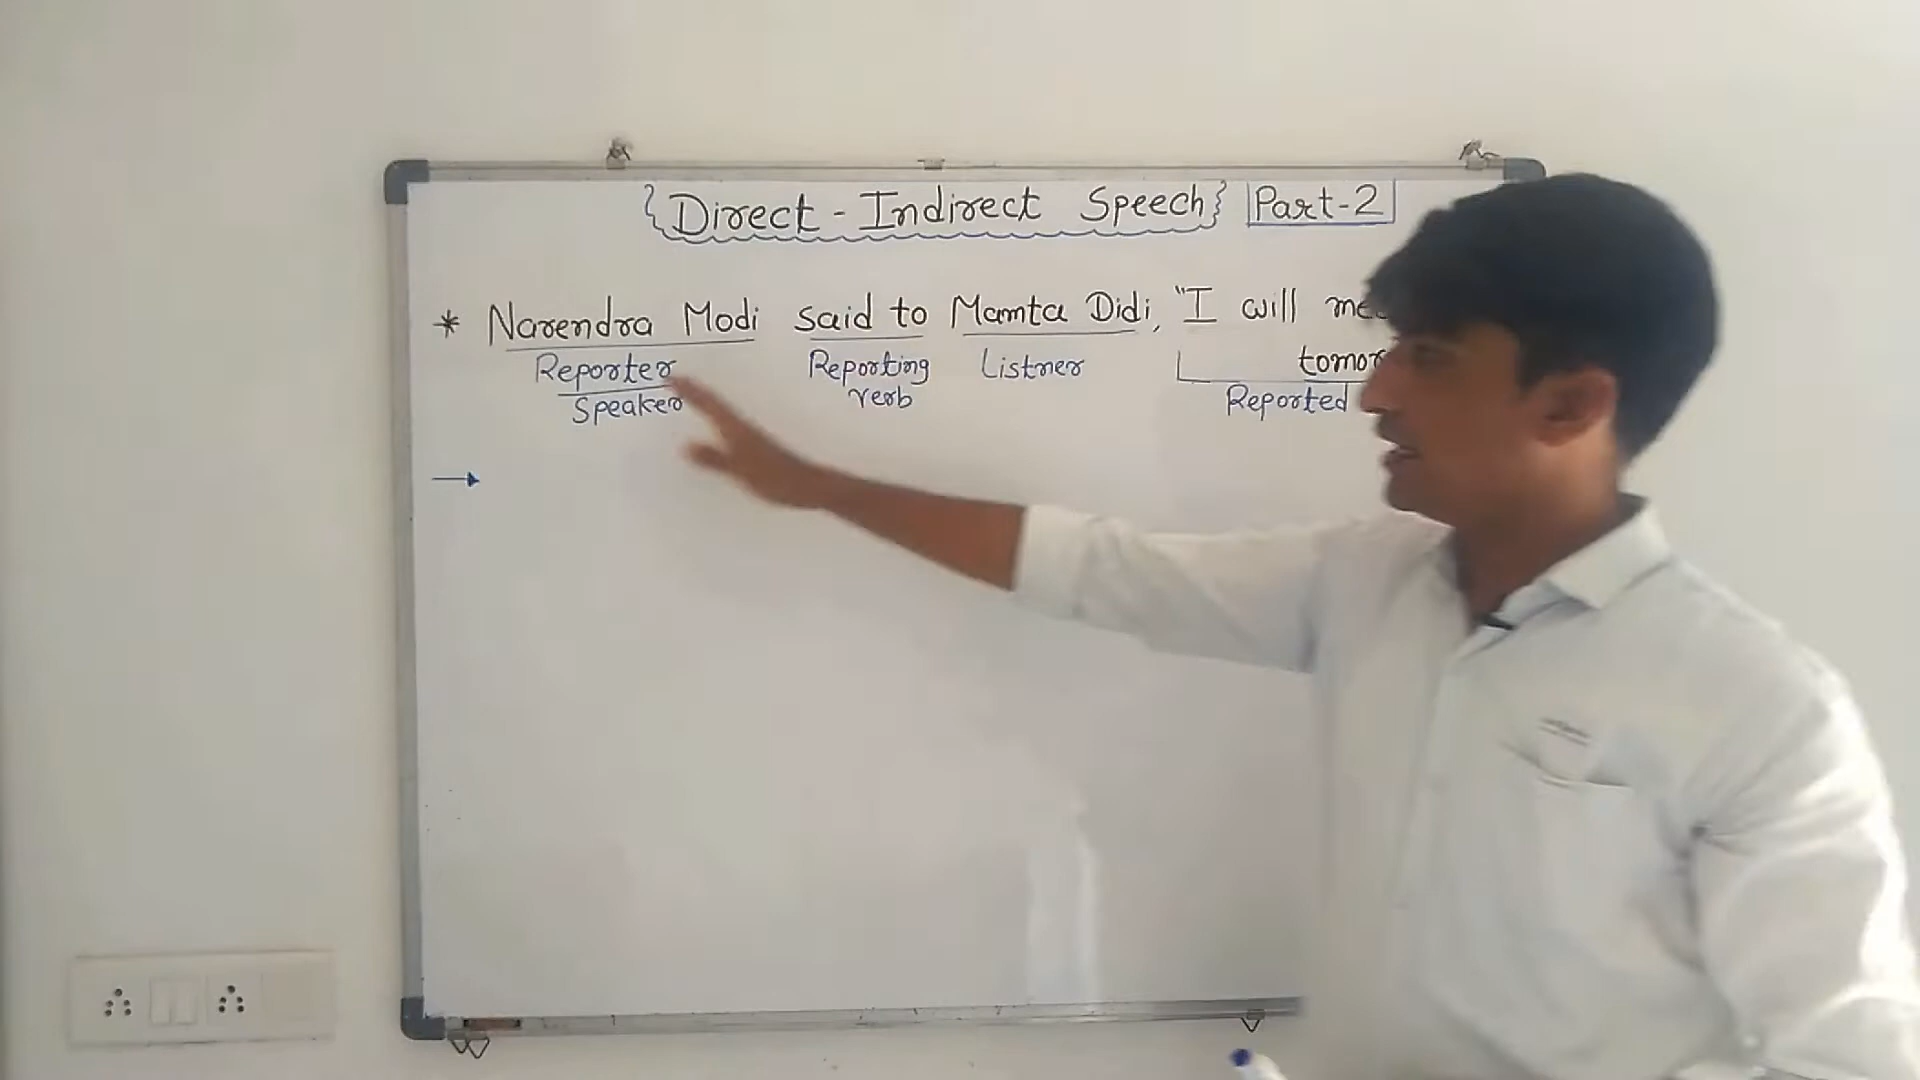 {Direct - Indirect Speech} Part-2
* Narendra Modi said to Mamta Didi, "I will
Reporter Reporting Listner
Speaker verb Reported
→